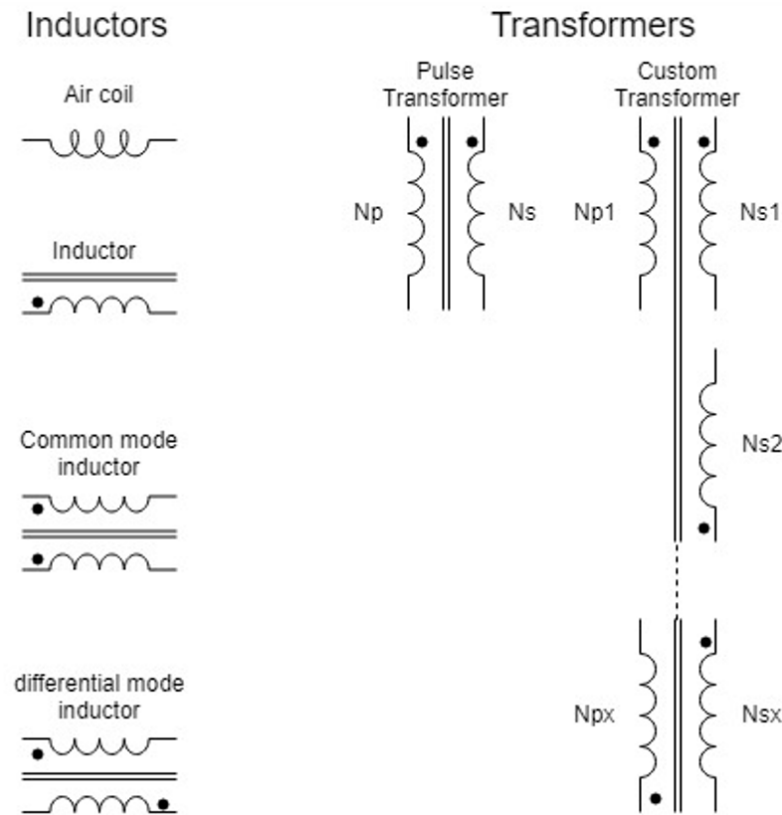 Inductors
Air coil
Inductor
Common mode
inductor
differential mode
inductor
Transformers
Pulse
Transformer
Np
Ns
Custom
Transformer
Np1
Ns1
Ns2
Npx
Nsx